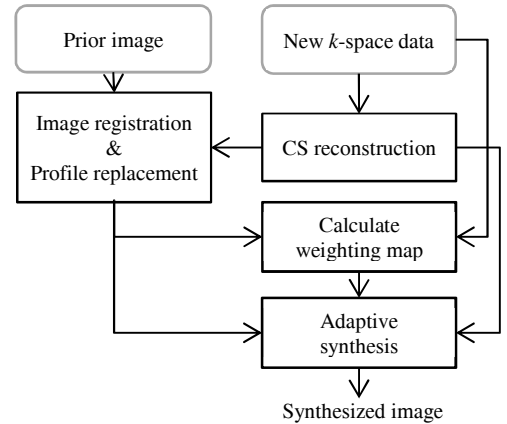 Prior image
New k-space data
Image registration
&
Profile replacement
CS reconstruction
Calculate
weighting map
Adaptive
synthesis
Synthesized image